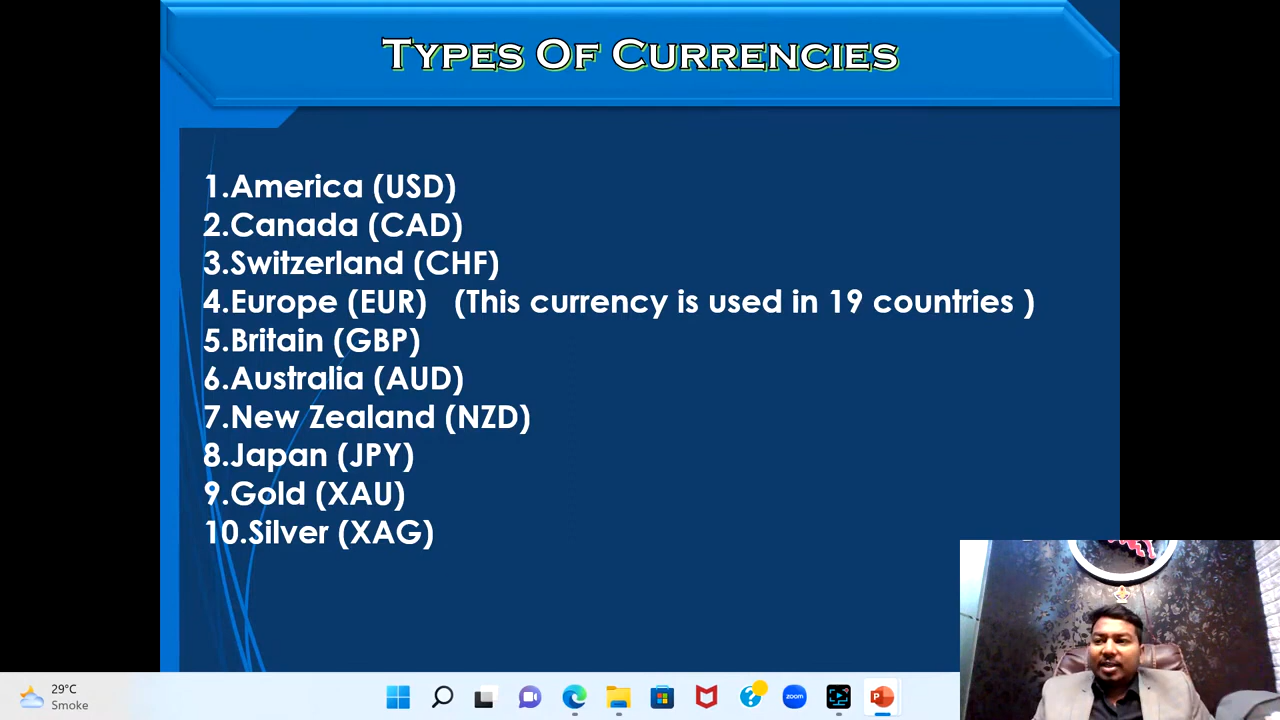 Types Of Currencies
1.America (USD)
2.Canada (CAD)
3.Switzerland (CHF)
4.Europe (EUR) (This currency is used in 19 countries )
5.Britain (GBP)
6.Australia (AUD)
7.New Zealand (NZD)
8.Japan (JPY)
9.Gold (XAU)
10.Silver (XAG)
29°C
Smoke
zoom